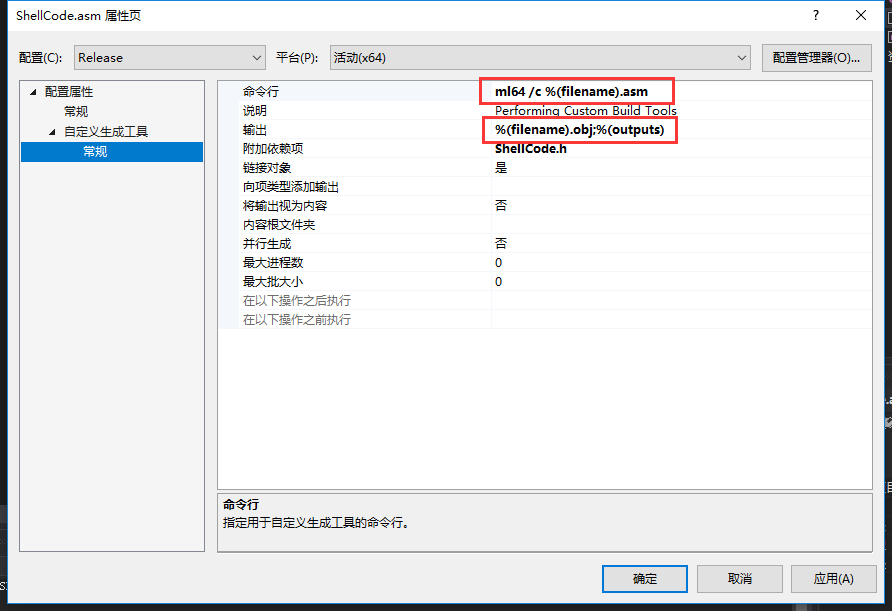 ShellCode.asm 属性页
?
配置(C):
Release
平台(P):
活动(x64)
配置管理器(O)...
配置属性
常规
自定义生成工具
常规
命令行 ml64 /c %(filename).asm
说明 Performing Custom Build Tools
输出 %(filename).obj;%(outputs)
附加依赖项 ShellCode.h
链接对象 是
向项类型添加输出
将输出视为内容 否
内容根文件夹
并行生成 否
最大进程数 0
最大批大小 0
在以下操作之后执行
在以下操作之前执行
命令行
指定用于自定义生成工具的命令行。
确定
取消
应用(A)